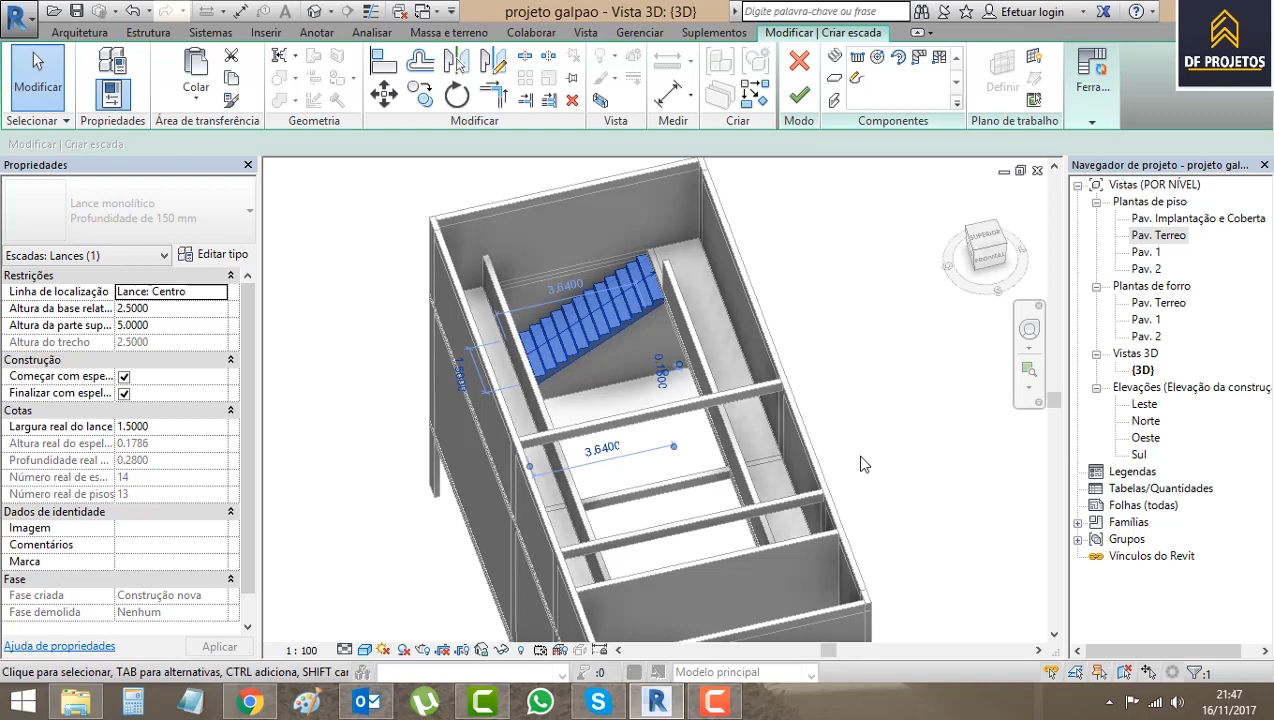 projeto galpao - Vista 3D: {3D}
Digite palavra-chave ou frase
Efetuar login
Arquitetura
Estrutura
Sistemas
Inserir
Anotar
Analisar
Massa e terreno
Colaborar
Vista
Gerenciar
Suplementos
Modificar | Criar escada
DF PROJETOS
Modificar
Colar
Definir
Ferra...
Selecionar
Propriedades
Área de transferência
Geometria
Modificar
Vista
Medir
Criar
Modo
Componentes
Plano de trabalho
Modificar | Criar escada
Propriedades
Lance monolítico
Profundidade de 150 mm
Escadas: Lances (1)
Editar tipo
Restrições
Linha de localização Lance: Centro
Altura da base relat... 2.5000
Altura da parte sup... 5.0000
Altura do trecho 2.5000
Construção
Começar com espe...
Finalizar com espel...
Cotas
Largura real do lance 1.5000
Altura real do espel... 0.1786
Profundidade real ... 0.2800
Número real de es... 14
Número real de pisos 13
Dados de identidade
Imagem
Comentários
Marca
Fase
Fase criada Construção nova
Fase demolida Nenhum
Ajuda de propriedades
Aplicar
3.6400
3.6400
SUPERIOR
FRONTAL
Navegador de projeto - projeto gal...
Vistas (POR NÍVEL)
Plantas de piso
Pav. Implantação e Coberta
Pav. Terreo
Pav. 1
Pav. 2
Plantas de forro
Pav. Terreo
Pav. 1
Pav. 2
Vistas 3D
{3D}
Elevações (Elevação da constru
Leste
Norte
Oeste
Sul
Legendas
Tabelas/Quantidades
Folhas (todas)
Famílias
Grupos
Vínculos do Revit
1 : 100
Clique para selecionar, TAB para alternativas, CTRL adiciona, SHIFT car
:0
Modelo principal
:1
21:47
16/11/2017